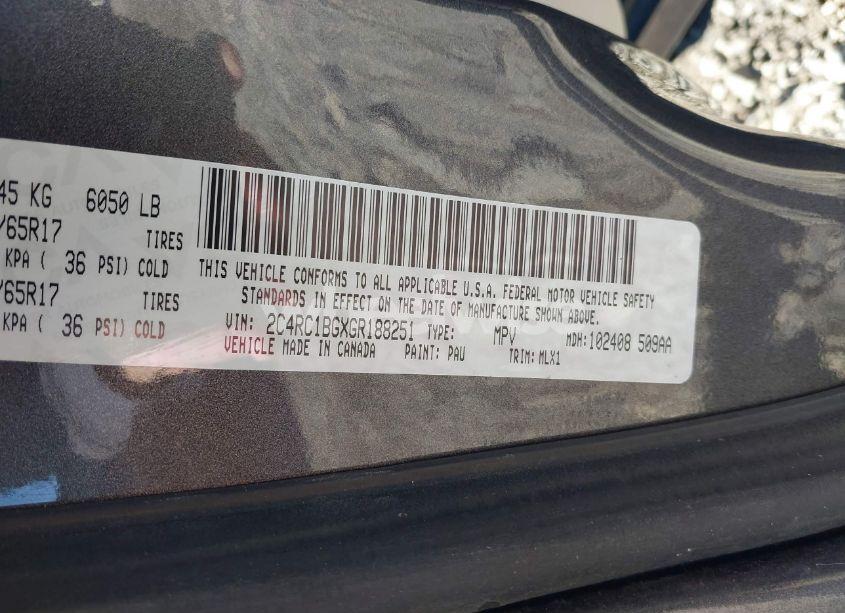 45 KG 6050 LB
/65R17 TIRES
KPA ( 36 PSI) COLD
/65R17 TIRES
KPA ( 36 PSI) COLD
THIS VEHICLE CONFORMS TO ALL APPLICABLE U.S.A. FEDERAL MOTOR VEHICLE SAFETY
STANDARDS IN EFFECT ON THE DATE OF MANUFACTURE SHOWN ABOVE.
VIN: 2C4RC1BGXGR188251 TYPE: MPV MDH:102408 509AA
VEHICLE MADE IN CANADA PAINT: PAU TRIM: MLX1